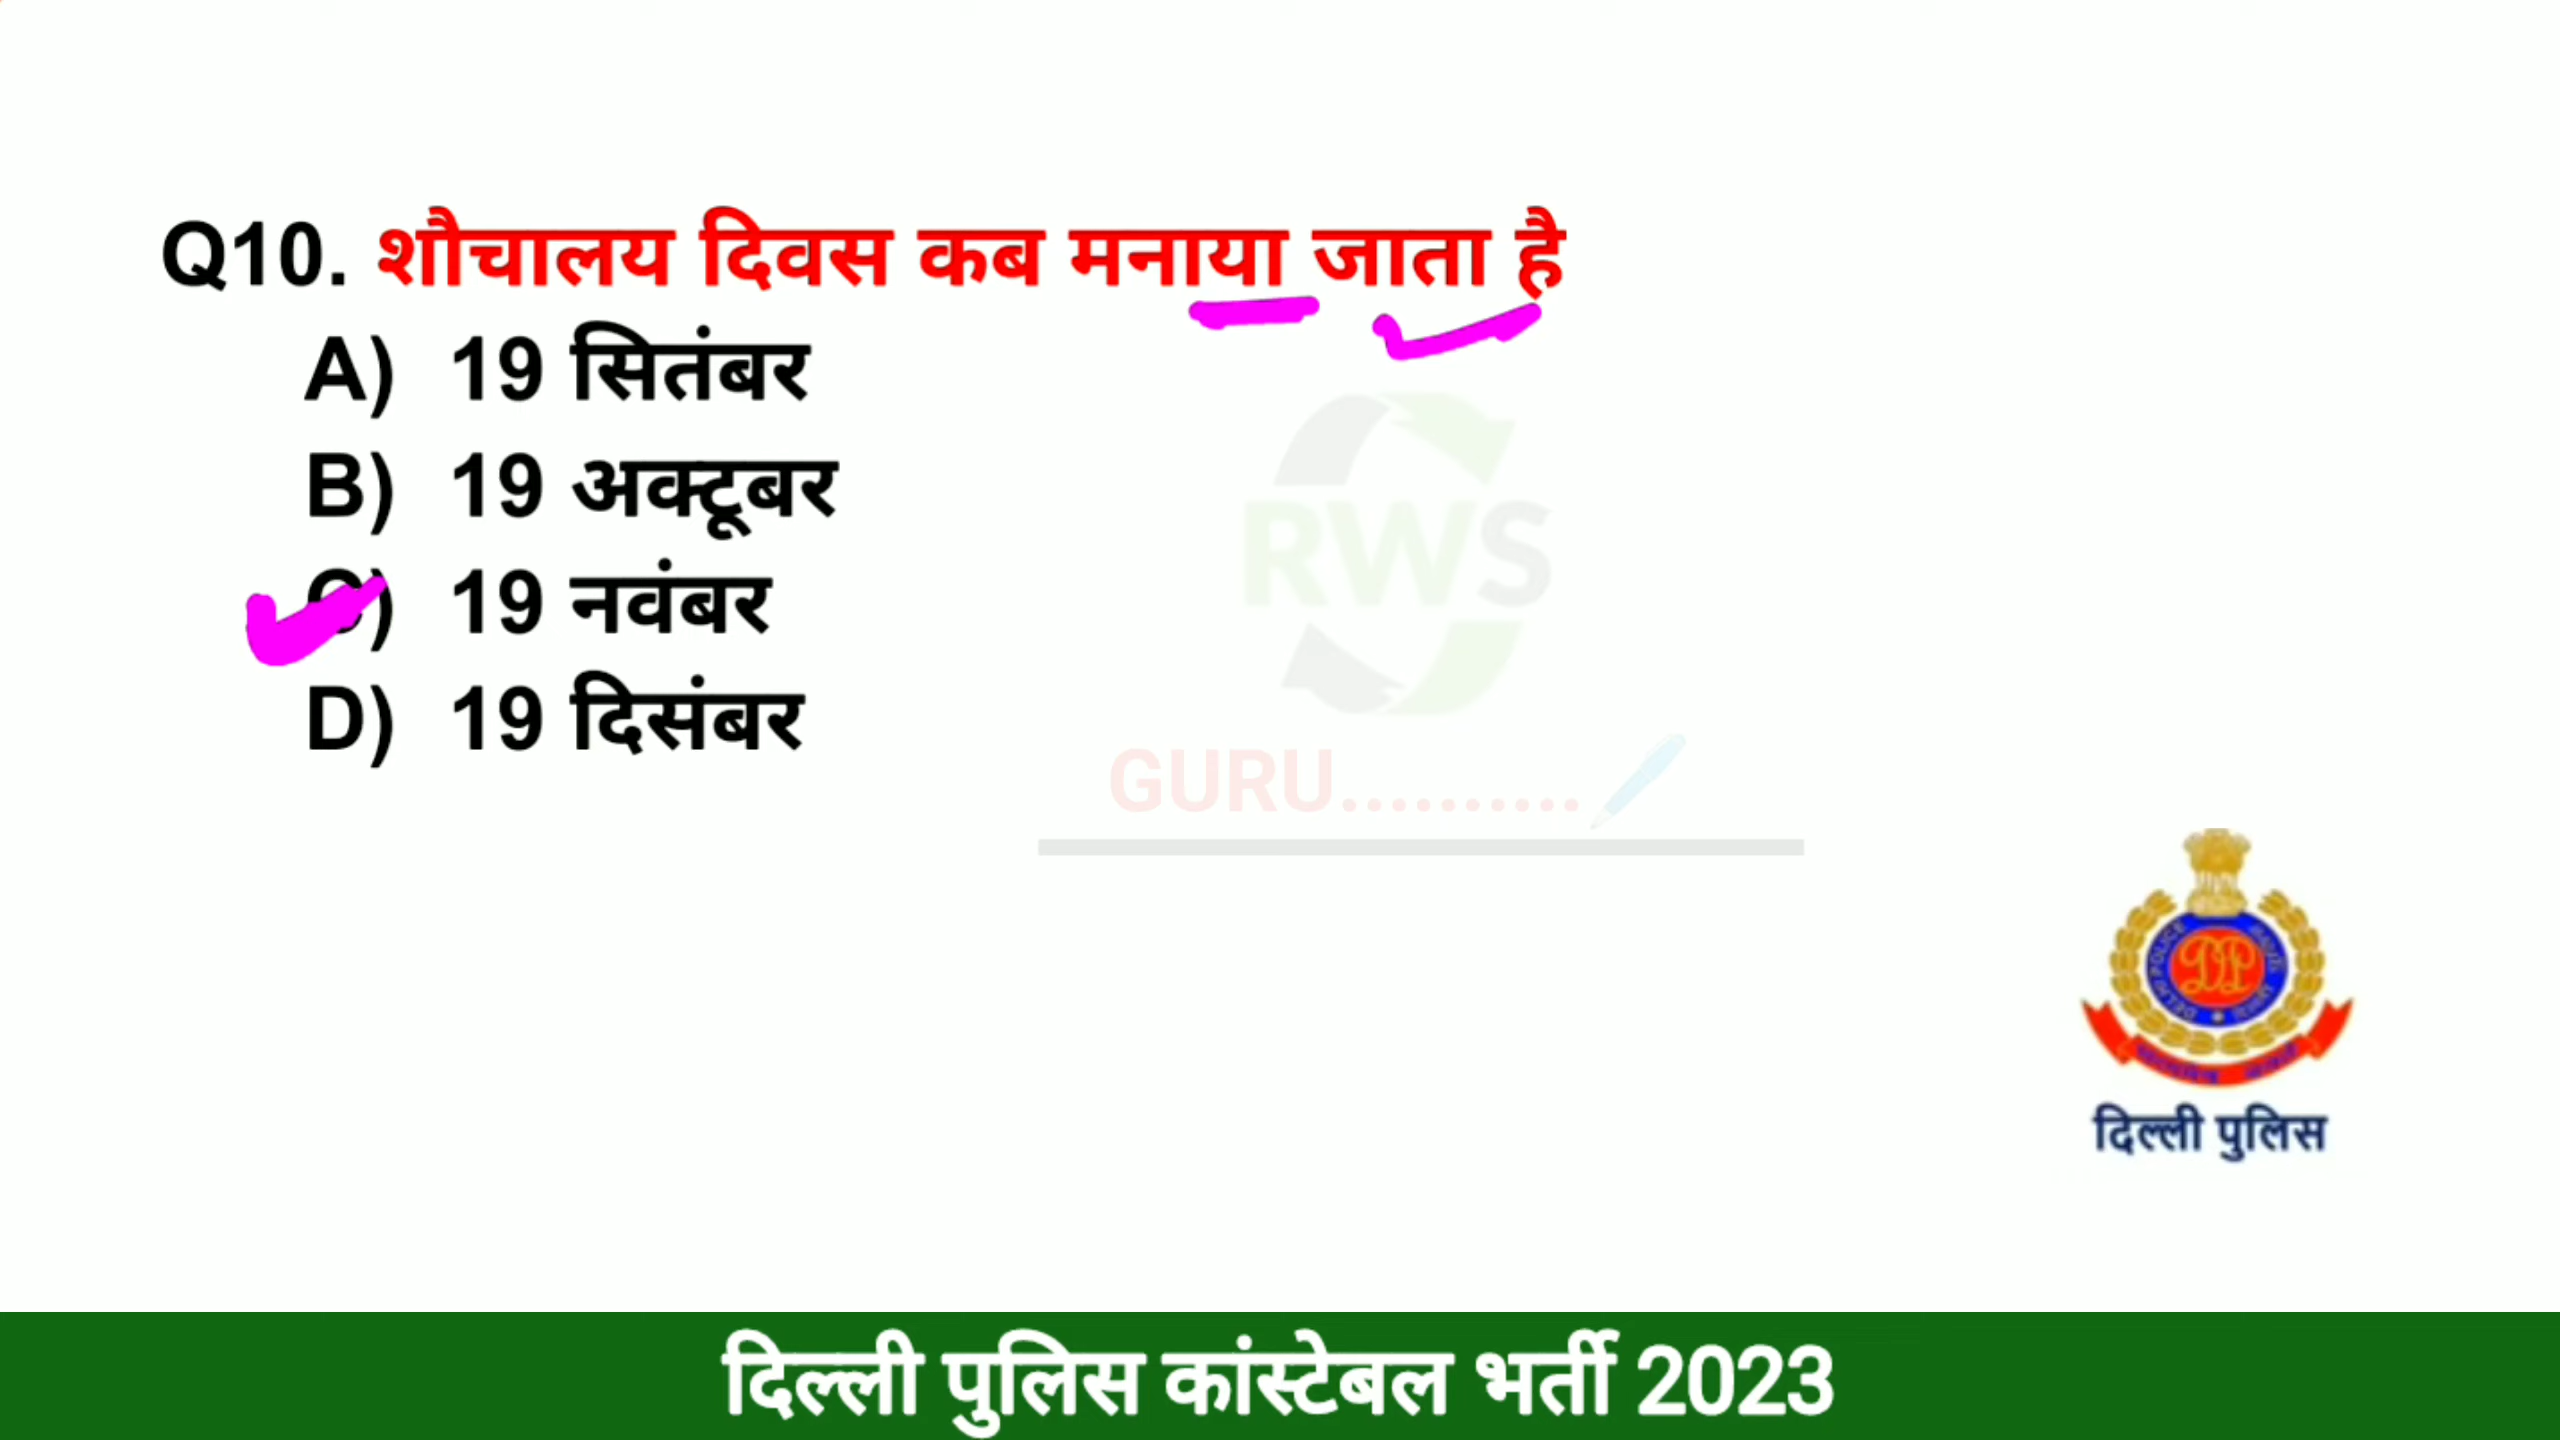 Q10. शौचालय दिवस कब मनाया जाता है
A) 19 सितंबर
B) 19 अक्टूबर
C) 19 नवंबर
D) 19 दिसंबर
RWS
GURU..........
DP
दिल्ली पुलिस
दिल्ली पुलिस कांस्टेबल भर्ती 2023